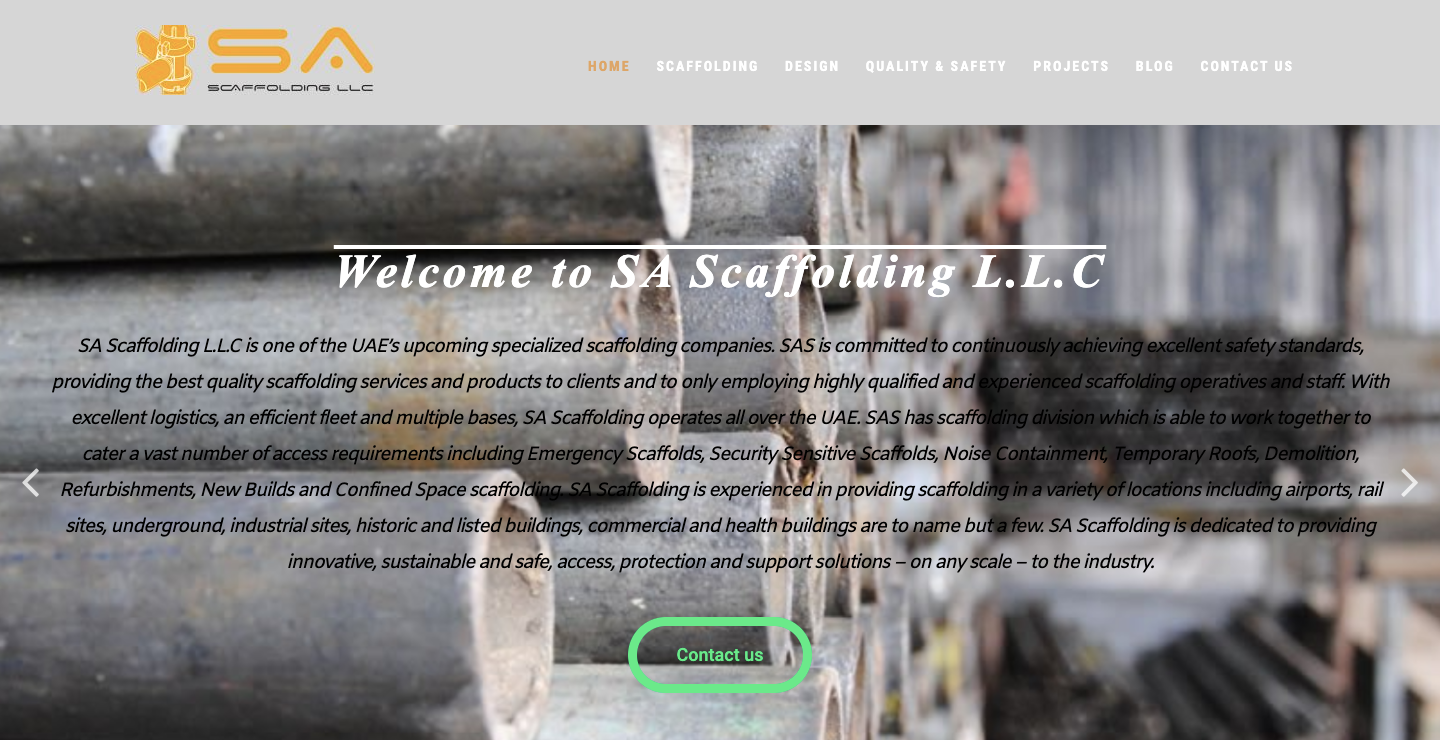 SA
SCAFFOLDING LLC
HOME SCAFFOLDING DESIGN QUALITY & SAFETY PROJECTS BLOG CONTACT US
Welcome to SA Scaffolding L.L.C
SA Scaffolding L.L.C is one of the UAE's upcoming specialized scaffolding companies. SAS is committed to continuously achieving excellent safety standards,
providing the best quality scaffolding services and products to clients and to only employing highly qualified and experienced scaffolding operatives and staff. With
excellent logistics, an efficient fleet and multiple bases, SA Scaffolding operates all over the UAE. SAS has scaffolding division which is able to work together to
cater a vast number of access requirements including Emergency Scaffolds, Security Sensitive Scaffolds, Noise Containment, Temporary Roofs, Demolition,
Refurbishments, New Builds and Confined Space scaffolding. SA Scaffolding is experienced in providing scaffolding in a variety of locations including airports, rail
sites, underground, industrial sites, historic and listed buildings, commercial and health buildings are to name but a few. SA Scaffolding is dedicated to providing
innovative, sustainable and safe, access, protection and support solutions – on any scale – to the industry.
Contact us